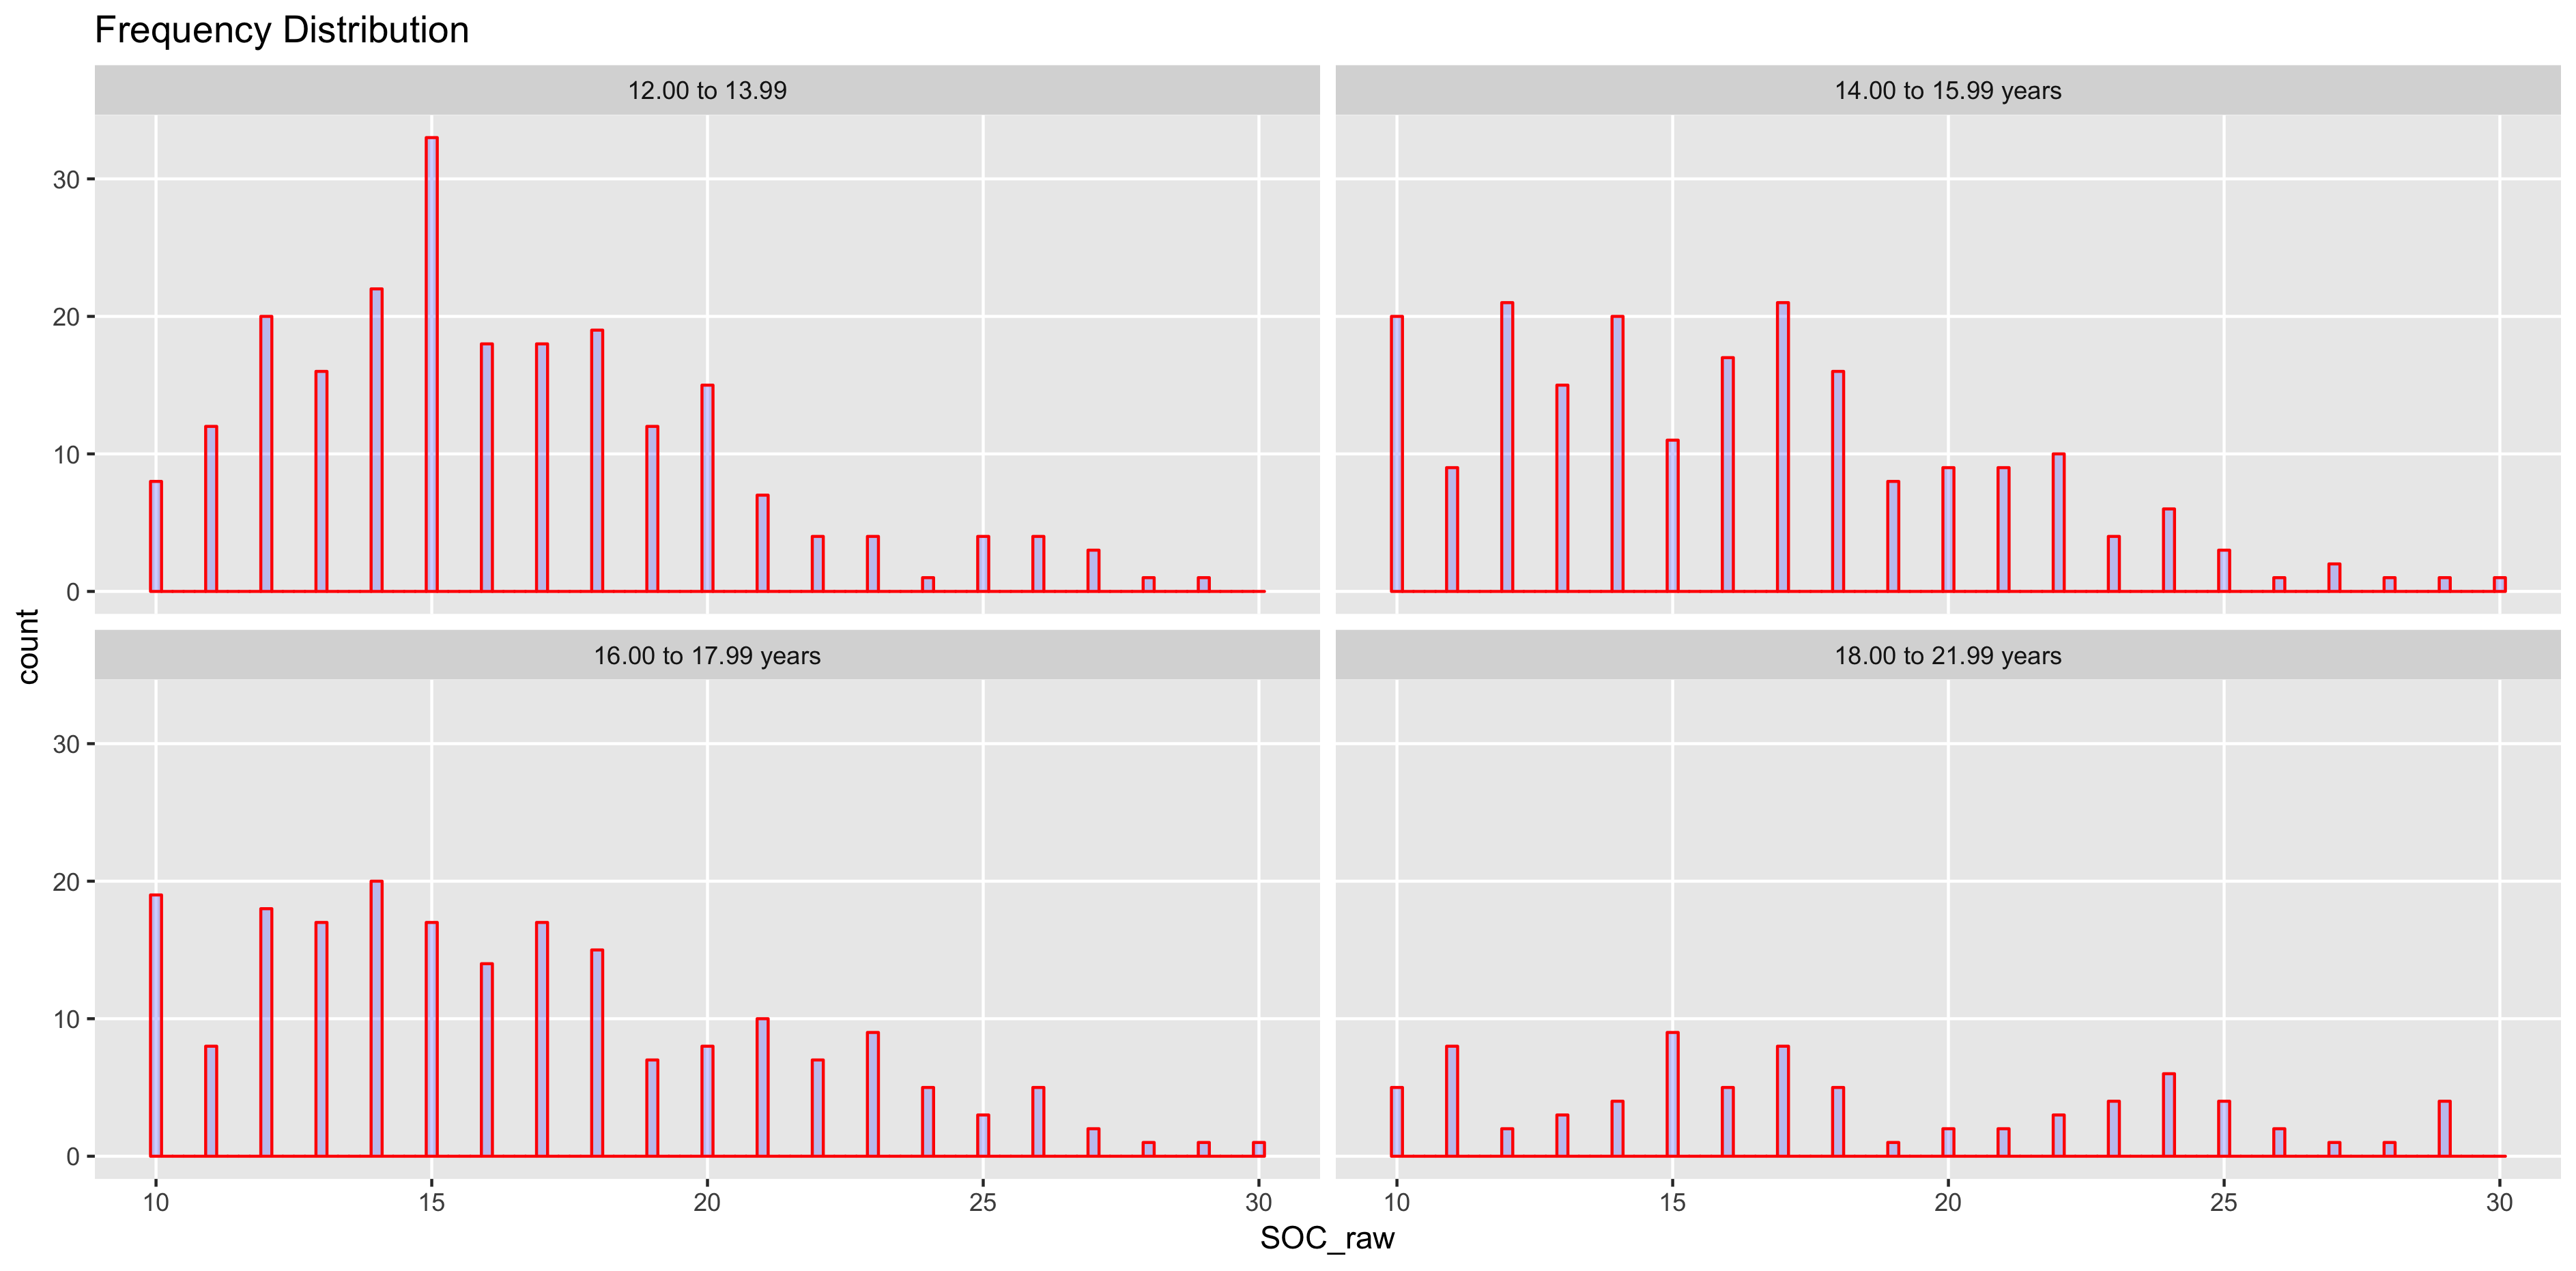 Frequency Distribution
12.00 to 13.99
14.00 to 15.99 years
30
20
10
0
count
16.00 to 17.99 years
18.00 to 21.99 years
30
20
10
0
10 15 20 25 30 10 15 20 25 30
SOC_raw